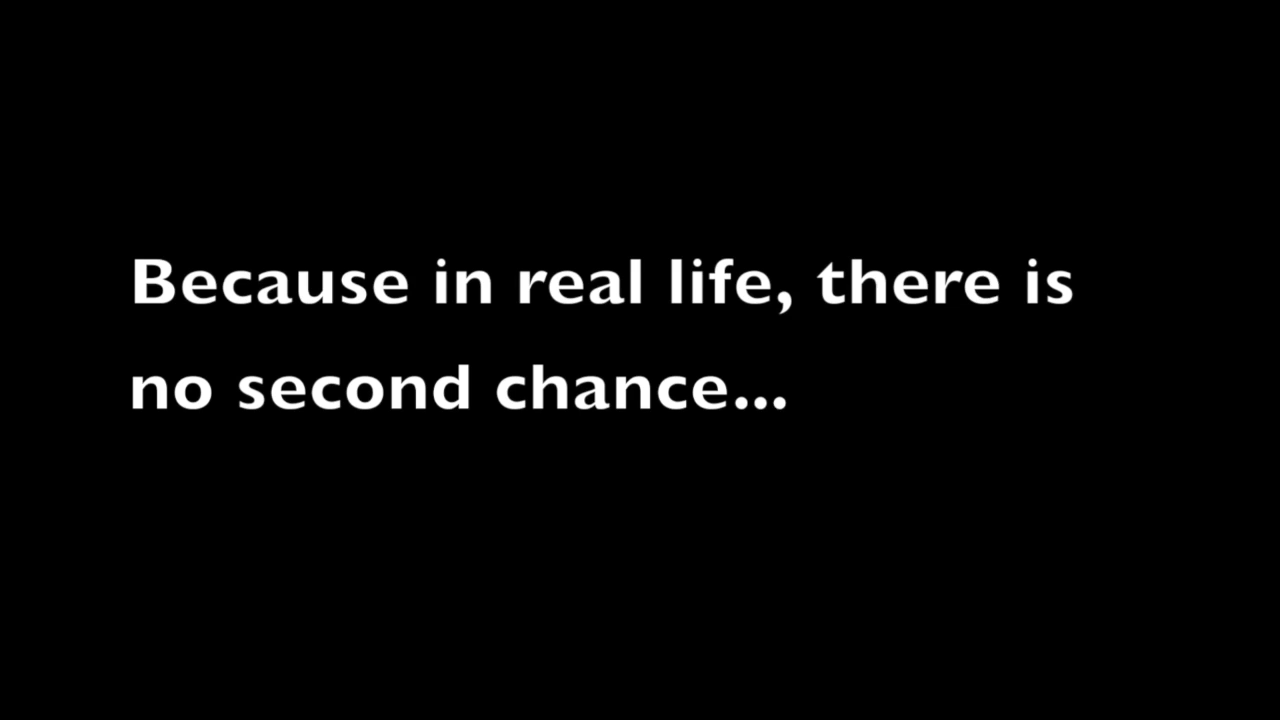 Because in real life, there is
no second chance...